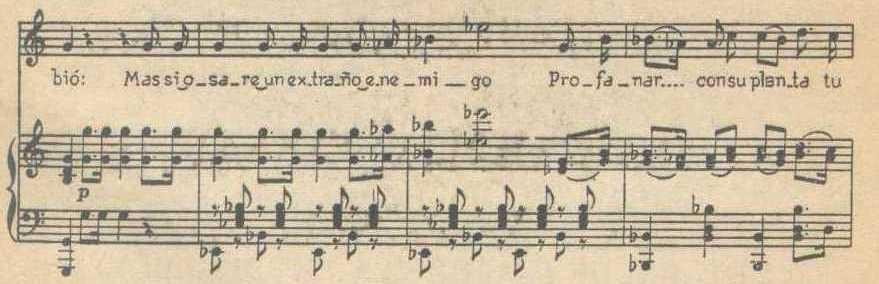 bió: Mas si o_sa_re un ex_tra_ño e_ne_mi_go Pro_fa_nar.... con su plan_ta tu
p